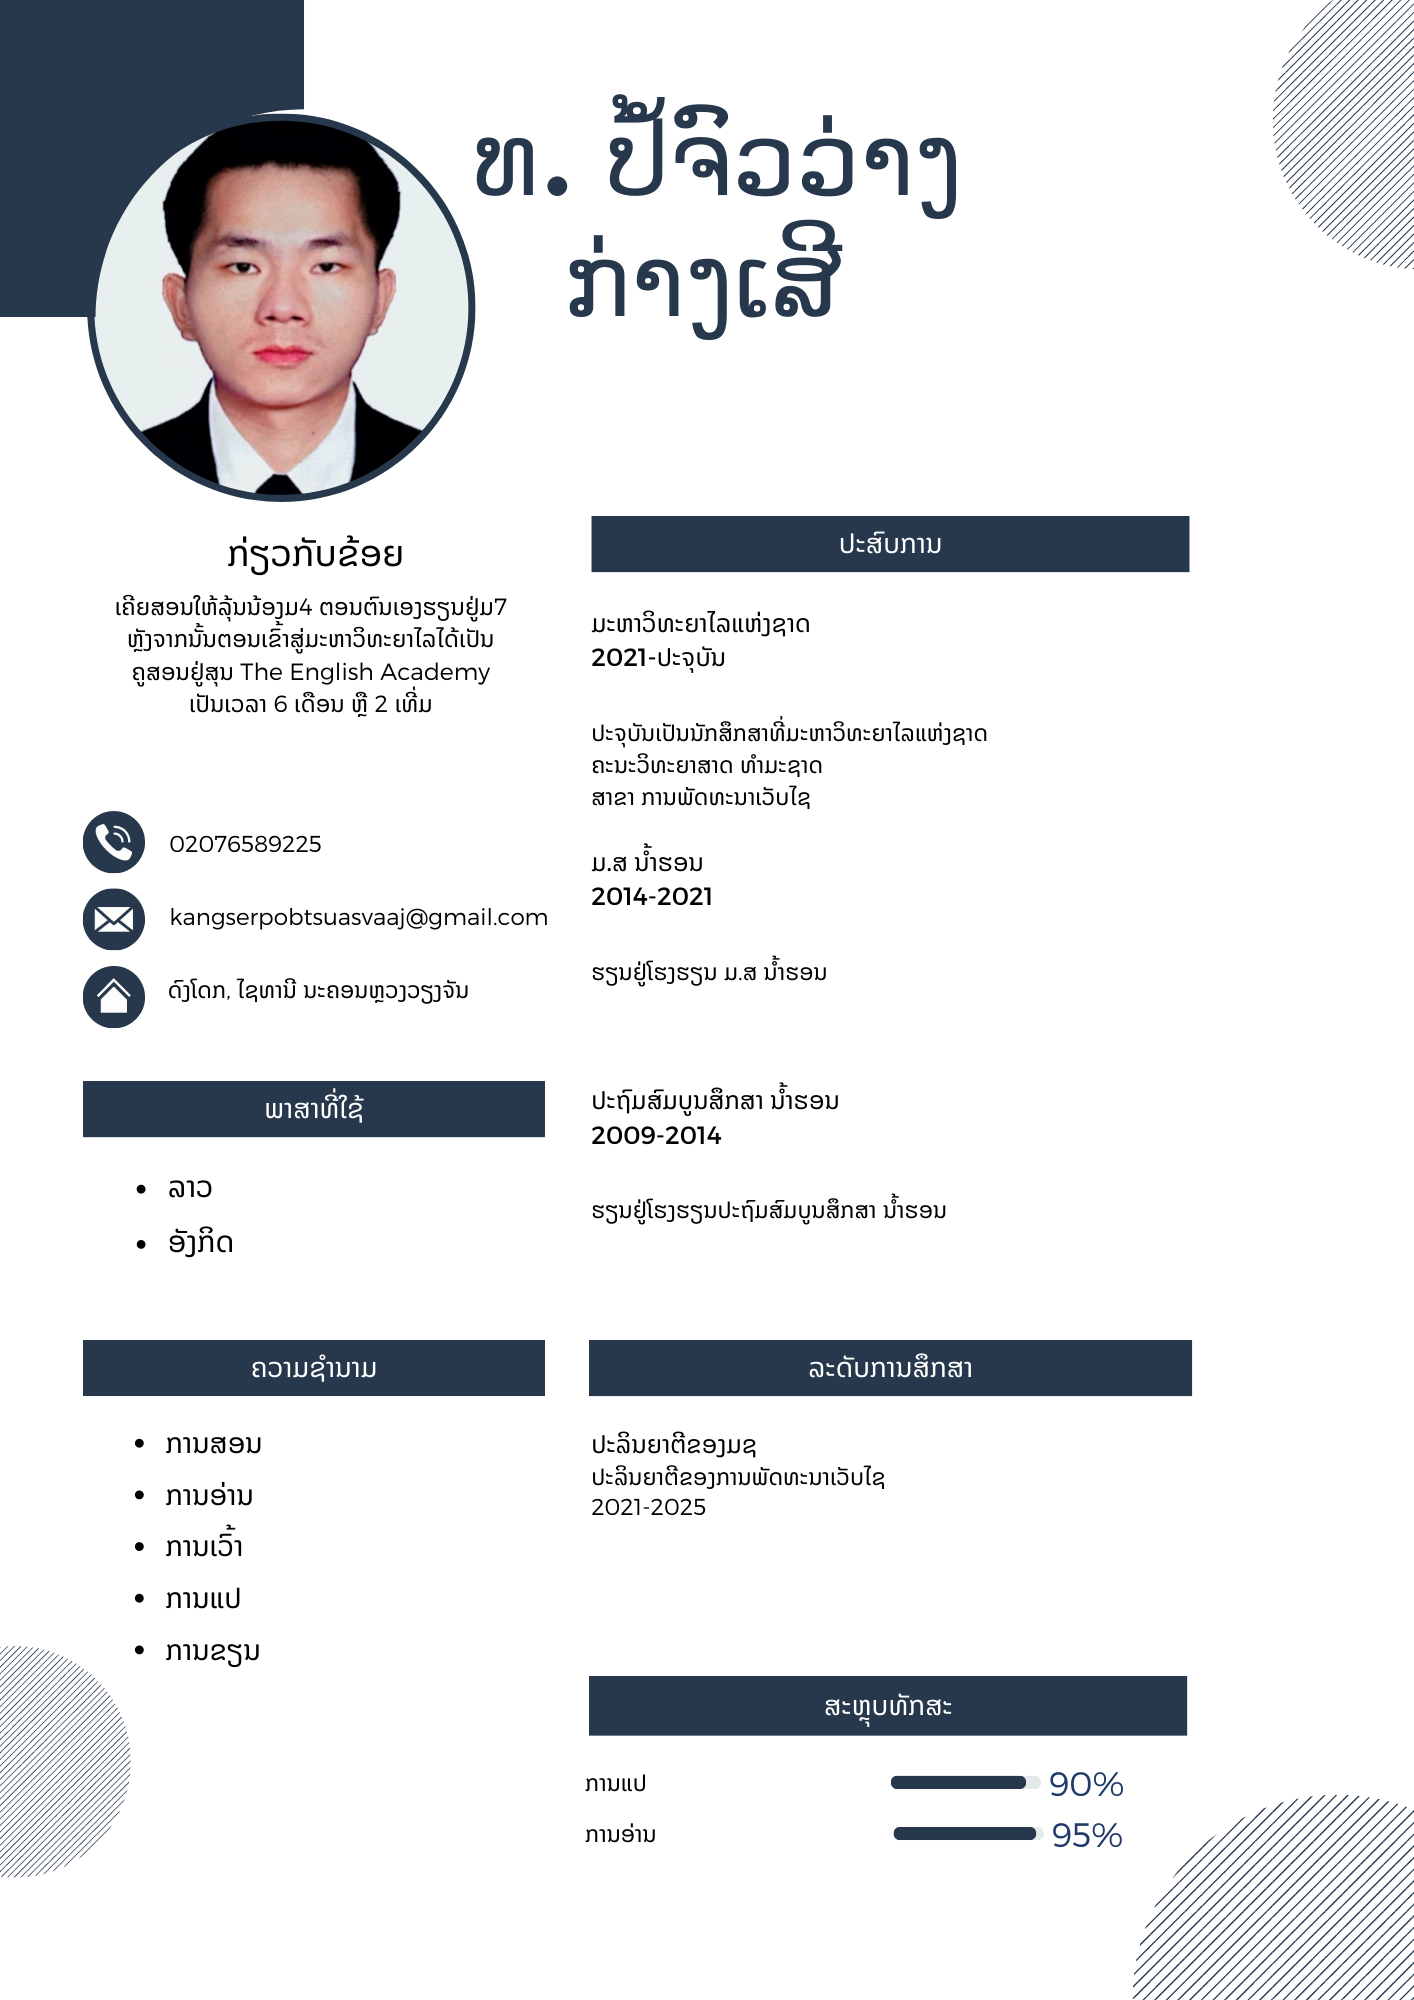 ທ. ປໍ້ຈົວວ່າງ
ກ່າງເສີ
ກ່ຽວກັບຂ້ອຍ
ເຄີຍສອນໃຫ້ລຸ້ນນ້ອງມ4 ຕອນຕົນເອງຮຽນຢູ່ມ7
ຫຼັງຈາກນັ້ນຕອນເຂົ້າສູ່ມະຫາວິທະຍາໄລໄດ້ເປັນ
ຄູສອນຢູ່ສຸນ The English Academy
ເປັນເວລາ 6 ເດືອນ ຫຼື 2 ເທີ່ມ
02076589225
kangserpobtsuasvaaj@gmail.com
ດົງໂດກ, ໄຊທານີ ນະຄອນຫຼວງວຽງຈັນ
ພາສາທີ່ໃຊ້
• ລາວ
• ອັງກິດ
ຄວາມຊຳນານ
• ການສອນ
• ການອ່ານ
• ການເວົ້າ
• ການແປ
• ການຂຽນ
ປະສົບການ
ມະຫາວິທະຍາໄລແຫ່ງຊາດ
2021-ປະຈຸບັນ
ປະຈຸບັນເປັນນັກສຶກສາທີ່ມະຫາວິທະຍາໄລແຫ່ງຊາດ
ຄະນະວິທະຍາສາດ ທຳມະຊາດ
ສາຂາ ການພັດທະນາເວັບໄຊ
ມ.ສ ນ້ຳຮອນ
2014-2021
ຮຽນຢູ່ໂຮງຮຽນ ມ.ສ ນ້ຳຮອນ
ປະຖົມສົມບູນສຶກສາ ນ້ຳຮອນ
2009-2014
ຮຽນຢູ່ໂຮງຮຽນປະຖົມສົມບູນສຶກສາ ນ້ຳຮອນ
ລະດັບການສຶກສາ
ປະລິນຍາຕີຂອງມຊ
ປະລິນຍາຕີຂອງການພັດທະນາເວັບໄຊ
2021-2025
ສະຫຼຸບທັກສະ
ການແປ 90%
ການອ່ານ 95%